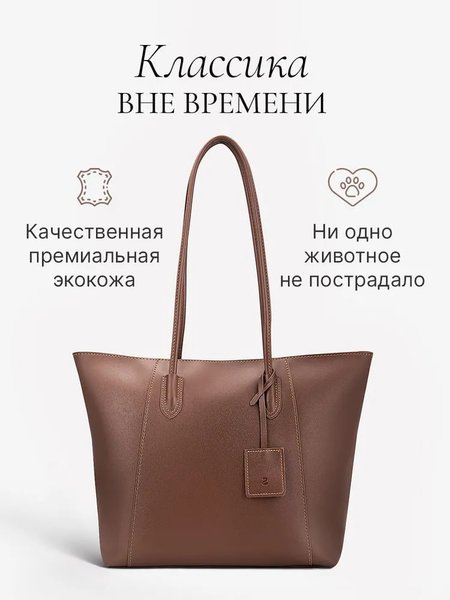 Классика
ВНЕ ВРЕМЕНИ
Качественная
премиальная
экокожа
Ни одно
животное
не пострадало